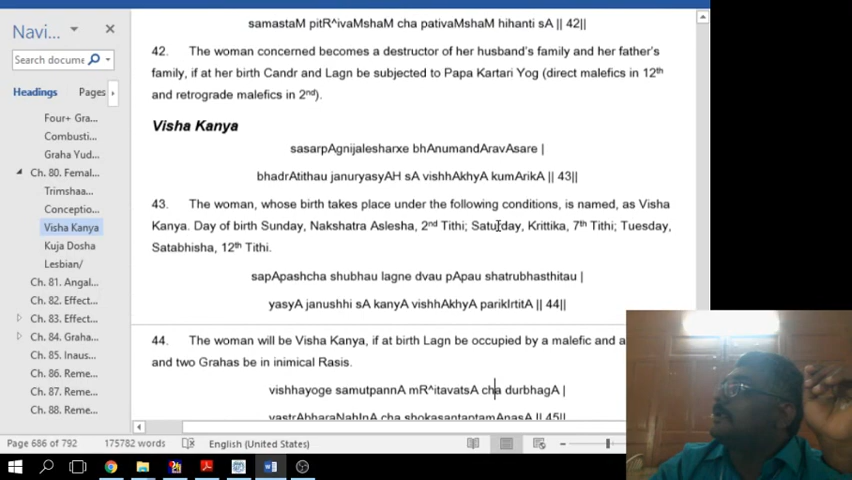 Navi...
Search docume
Headings Pages
Four+ Gra...
Combusti...
Graha Yud...
Ch. 80. Femal...
Trimshaa...
Conceptio...
Visha Kanya
Kuja Dosha
Lesbian/
Ch. 81. Angal...
Ch. 82. Effect...
Ch. 83. Effect...
Ch. 84. Graha...
Ch. 85. Inaus...
Ch. 86. Reme...
Ch. 87. Reme...
Ch. 88. Reme...
samastaM pitR^ivaMshaM cha pativaMshaM hihanti sA || 42||
42. The woman concerned becomes a destructor of her husband's family and her father's
family, if at her birth Candr and Lagn be subjected to Papa Kartari Yog (direct malefics in 12th
and retrograde malefics in 2nd).
Visha Kanya
sasarpAgnijalesharxe bhAnumandAravAsare |
bhadrAtithau januryasyAH sA vishhAkhyA kumArikA || 43||
43. The woman, whose birth takes place under the following conditions, is named, as Visha
Kanya. Day of birth Sunday, Nakshatra Aslesha, 2nd Tithi; Saturday, Krittika, 7th Tithi; Tuesday,
Satabhisha, 12th Tithi.
sapApashcha shubhau lagne dvau pApau shatrubhasthitau |
yasyA janushhi sA kanyA vishhAkhyA parikIrtitA || 44||
44. The woman will be Visha Kanya, if at birth Lagn be occupied by a malefic and a
and two Grahas be in inimical Rasis.
vishhayoge samutpannA mR^itavatsA cha durbhagA |
vastrAbharaNahInA cha shokasantaptamAnasA || 45||
Page 686 of 792 175782 words English (United States)